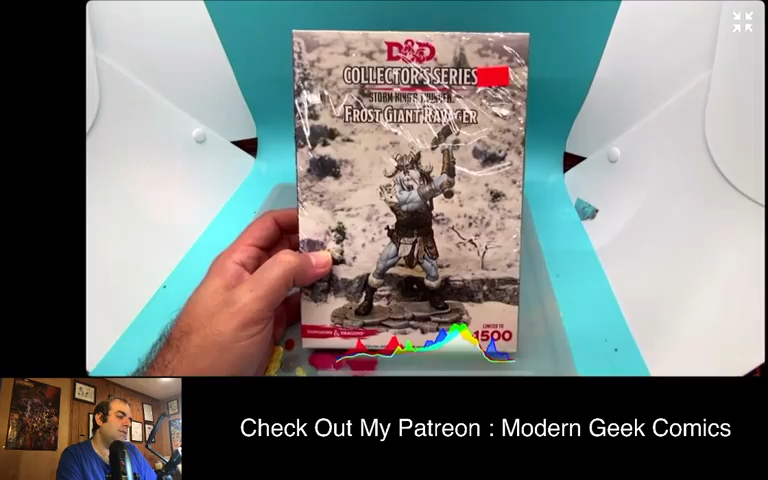 D&D
COLLECTOR'S SERIES
STORM KING'S THUNDER
FROST GIANT RAVAGER
DUNGEONS & DRAGONS
LIMITED TO
1500
Check Out My Patreon : Modern Geek Comics